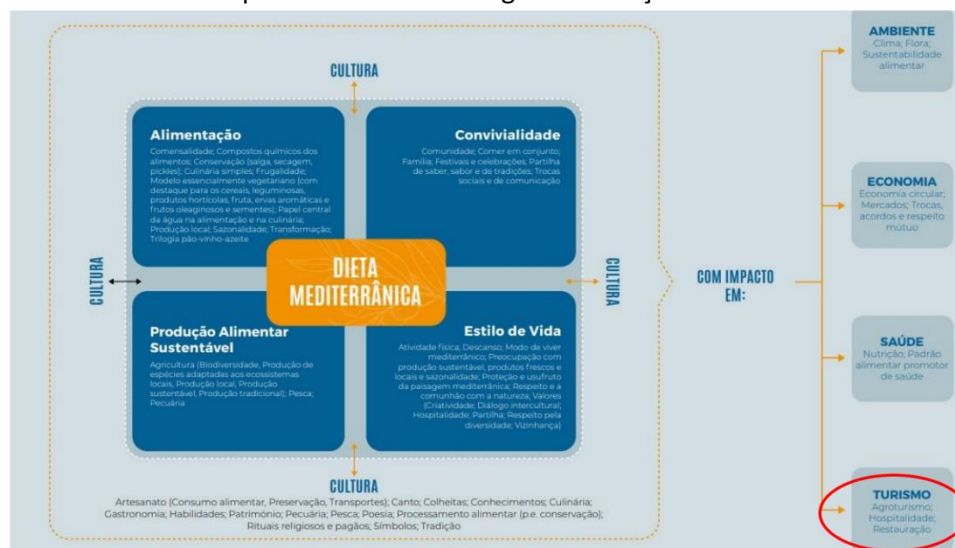 CULTURA
Alimentação
Comensalidade; Compostos químicos dos
alimentos; Conservação (salga, secagem,
pickles); Culinária simples; Frugalidade;
Modelo essencialmente vegetariano (com
destaque para os cereais, leguminosas,
produtos hortícolas, fruta, ervas aromáticas e
frutos oleaginosos e sementes); Papel central
da água na alimentação e na culinária;
Produção local; Sazonalidade; Transformação;
Trilogia pão-vinho-azeite
Convivialidade
Comunidade; Comer em conjunto;
Família; Festivais e celebrações; Partilha
de saber, sabor e de tradições; Trocas
sociais e de comunicação
CULTURA
DIETA
MEDITERRÂNICA
CULTURA
Produção Alimentar
Sustentável
Agricultura (Biodiversidade, Produção de
espécies adaptadas aos ecossistemas
locais, Produção local, Produção
sustentável, Produção tradicional); Pesca;
Pecuária
Estilo de Vida
Atividade física; Descanso; Modo de viver
mediterrânico; Preocupação com
produção sustentável, produtos frescos e
locais e sazonalidade; Proteção e usufruto
da paisagem mediterrânica; Respeito e a
comunhão com a natureza; Valores
(Criatividade; Diálogo intercultural;
Hospitalidade; Partilha; Respeito pela
diversidade; Vizinhança)
CULTURA
Artesanato (Consumo alimentar, Preservação, Transportes); Canto; Colheitas; Conhecimentos; Culinária;
Gastronomia; Habilidades; Património; Pecuária; Pesca; Poesia; Processamento alimentar (p.e. conservação);
Rituais religiosos e pagãos; Símbolos; Tradição
COM IMPACTO
EM:
AMBIENTE
Clima; Flora;
Sustentabilidade
alimentar
ECONOMIA
Economia circular;
Mercados; Trocas,
acordos e respeito
mútuo
SAÚDE
Nutrição; Padrão
alimentar promotor
de saúde
TURISMO
Agroturismo;
Hospitalidade;
Restauração